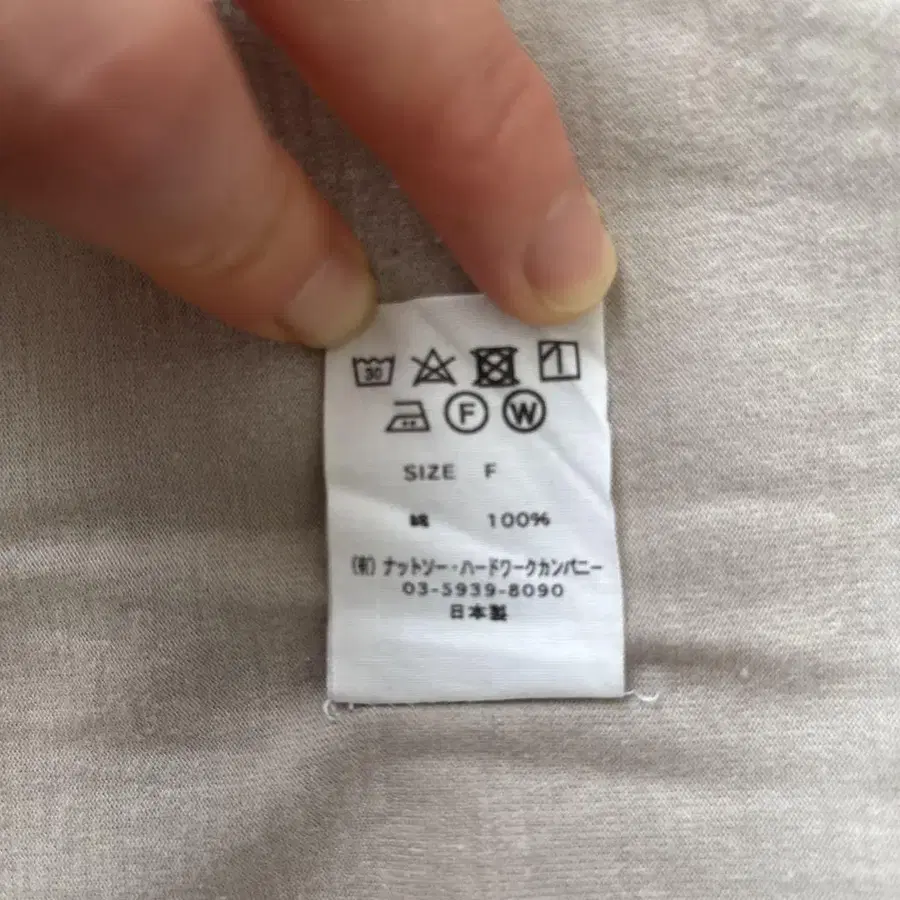 30
F W
SIZE F
綿 100%
(有)ナットソー・ハードワークカンパニー
03-5939-8090
日本製